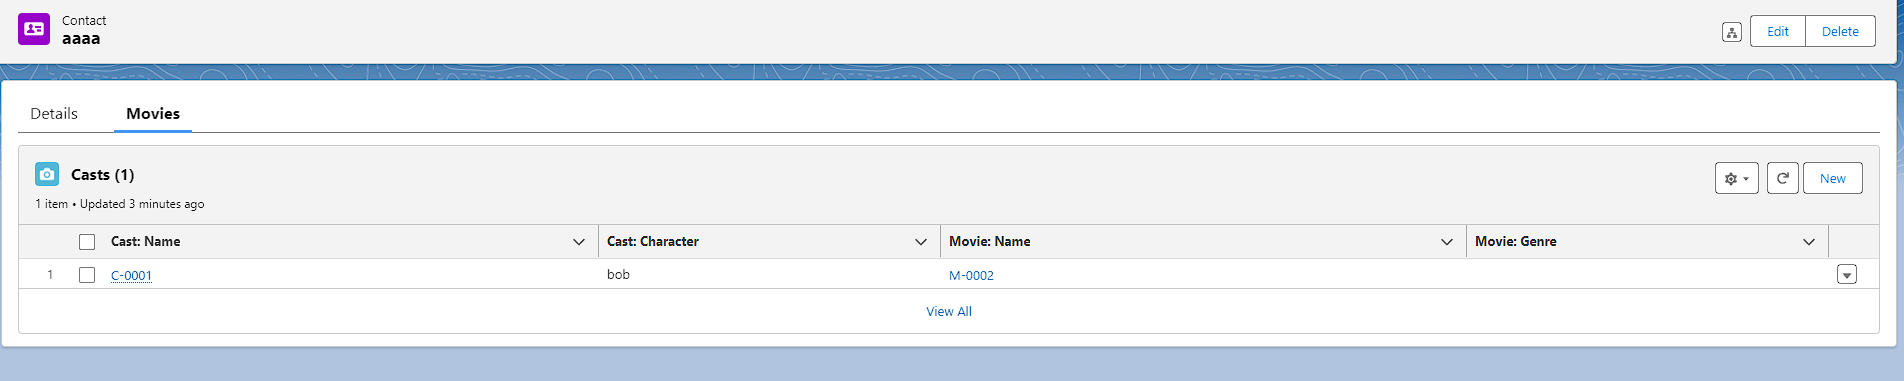 Contact
aaaa
Edit Delete
Details Movies
Casts (1)
New
1 item • Updated 3 minutes ago
Cast: Name Cast: Character Movie: Name Movie: Genre
1 C-0001 bob M-0002
View All